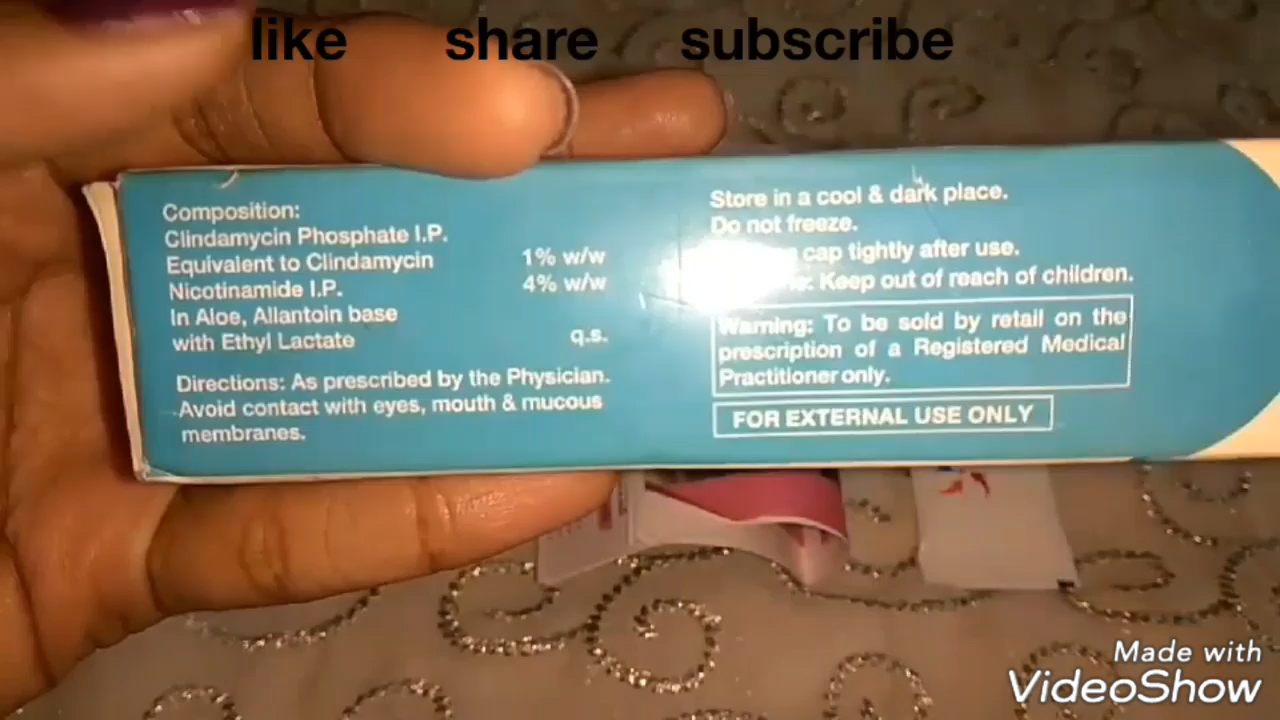 like share subscribe
Composition:
Clindamycin Phosphate I.P.
Equivalent to Clindamycin 1% w/w
Nicotinamide I.P. 4% w/w
In Aloe, Allantoin base
with Ethyl Lactate q.s.
Directions: As prescribed by the Physician.
Avoid contact with eyes, mouth & mucous
membranes.
Store in a cool & dark place.
Do not freeze.
cap tightly after use.
Keep out of reach of children.
Warning: To be sold by retail on the
prescription of a Registered Medical
Practitioner only.
FOR EXTERNAL USE ONLY
Made with
VideoShow